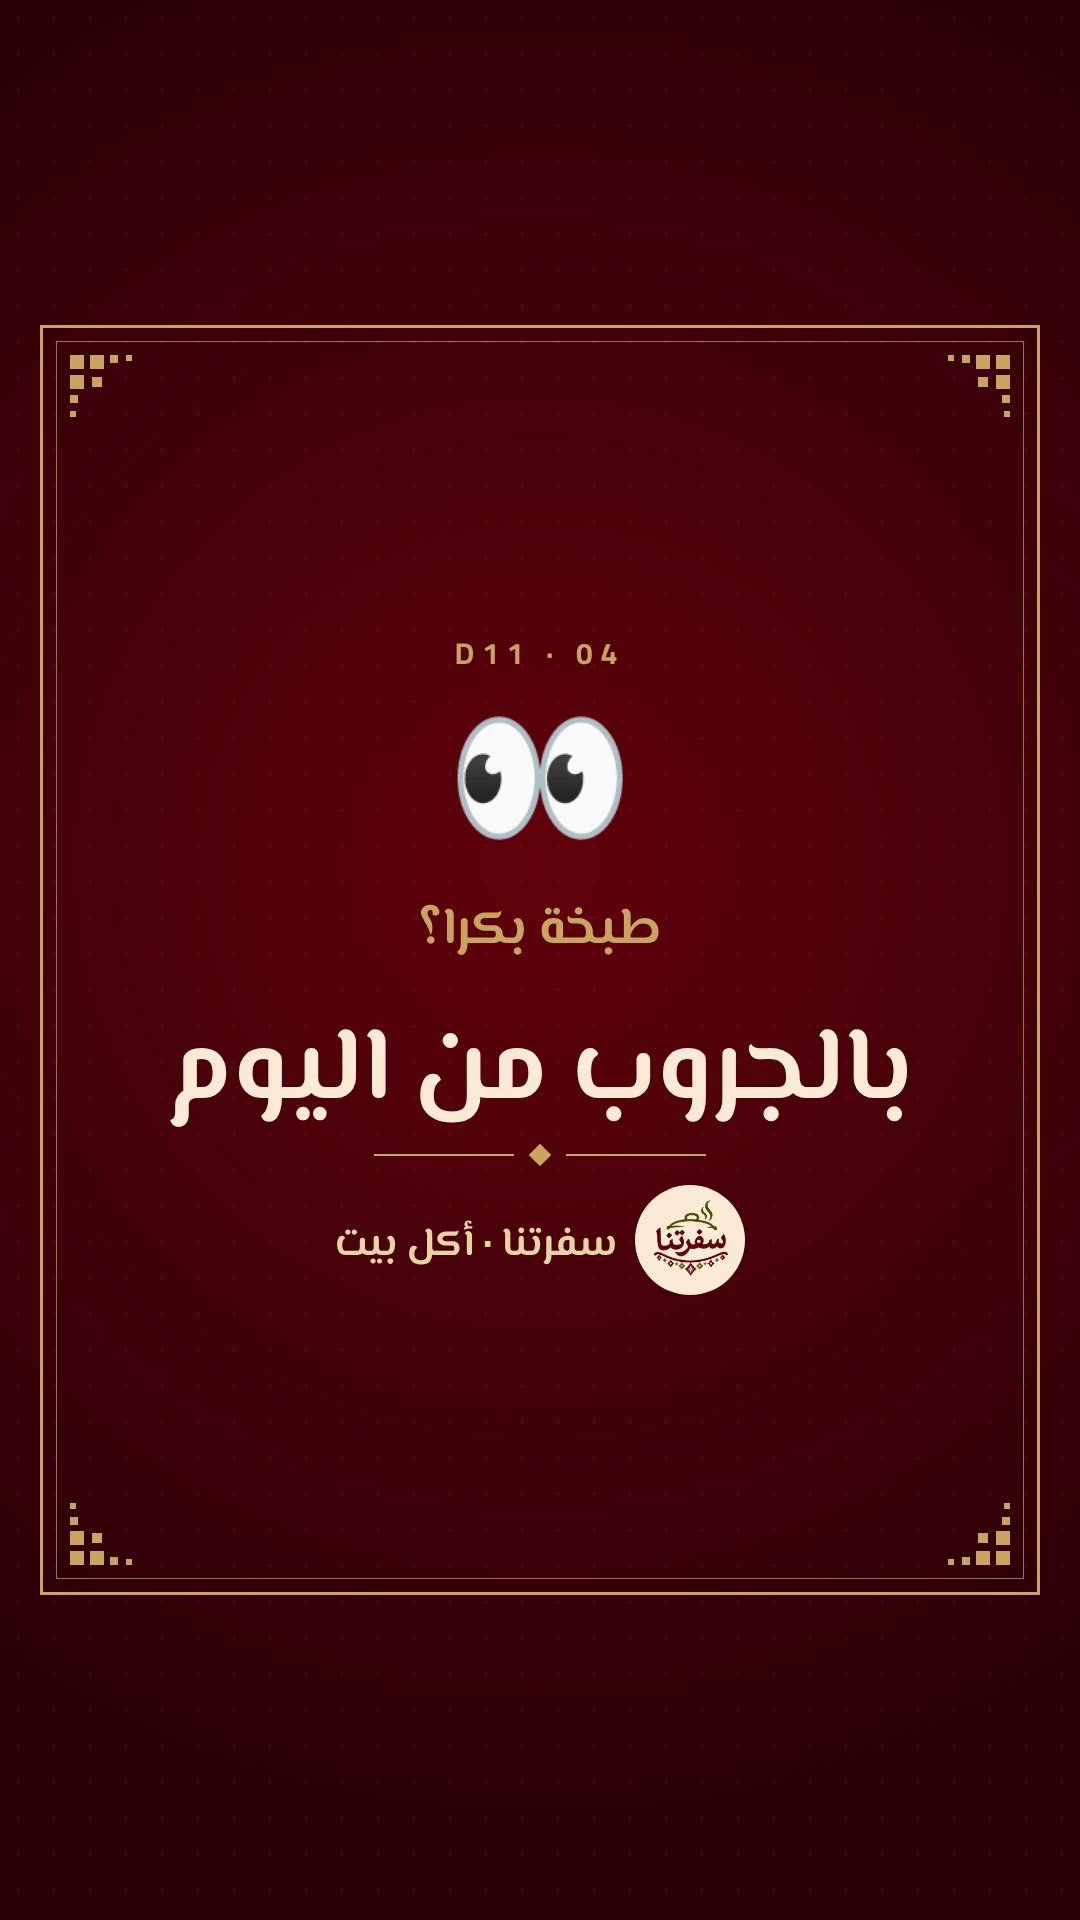 D11 · 04
طبخة بكرا؟
بالجروب من اليوم
سفرتنا
سفرتنا · أكل بيت